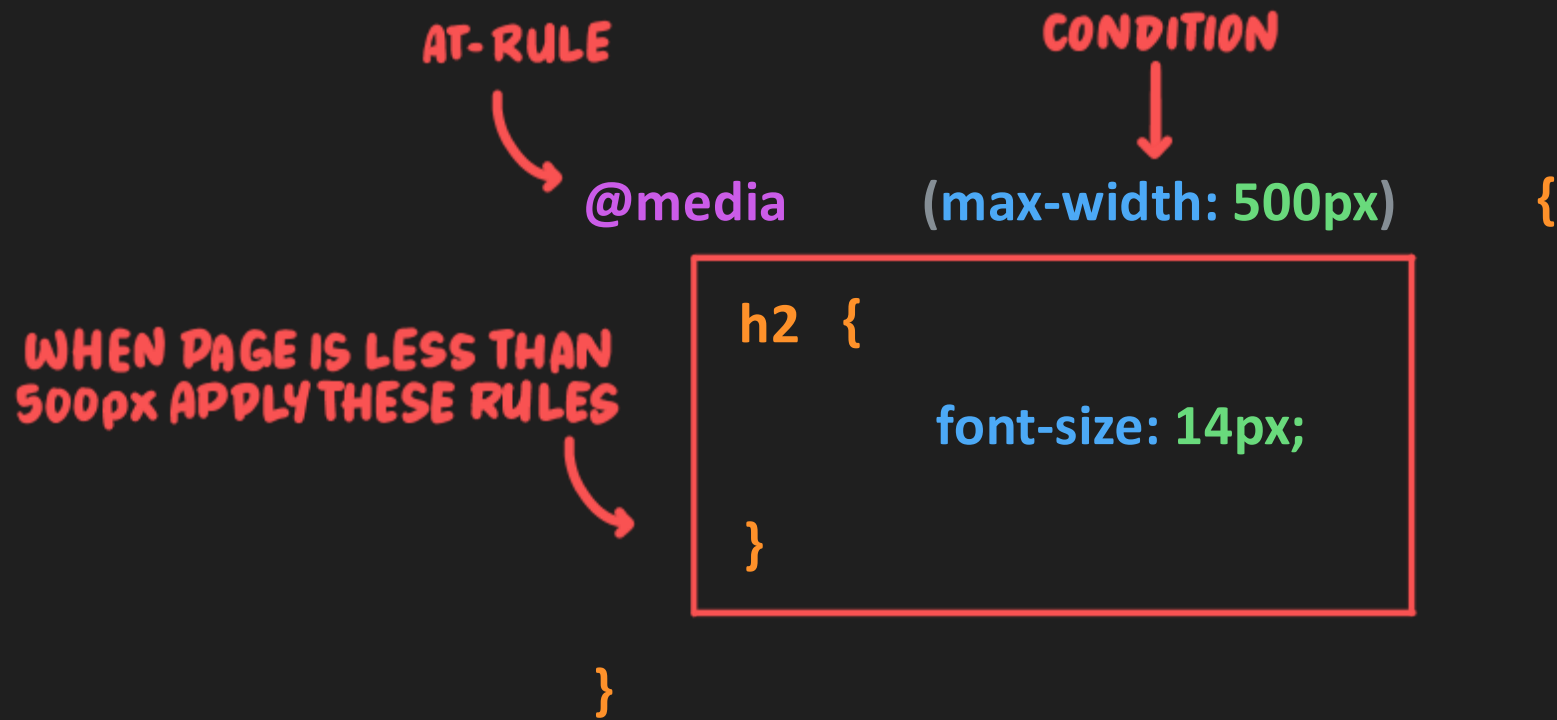 AT-RULE
CONDITION
@media (max-width: 500px) {
h2 {
WHEN PAGE IS LESS THAN
500px APPLY THESE RULES
font-size: 14px;
}
}